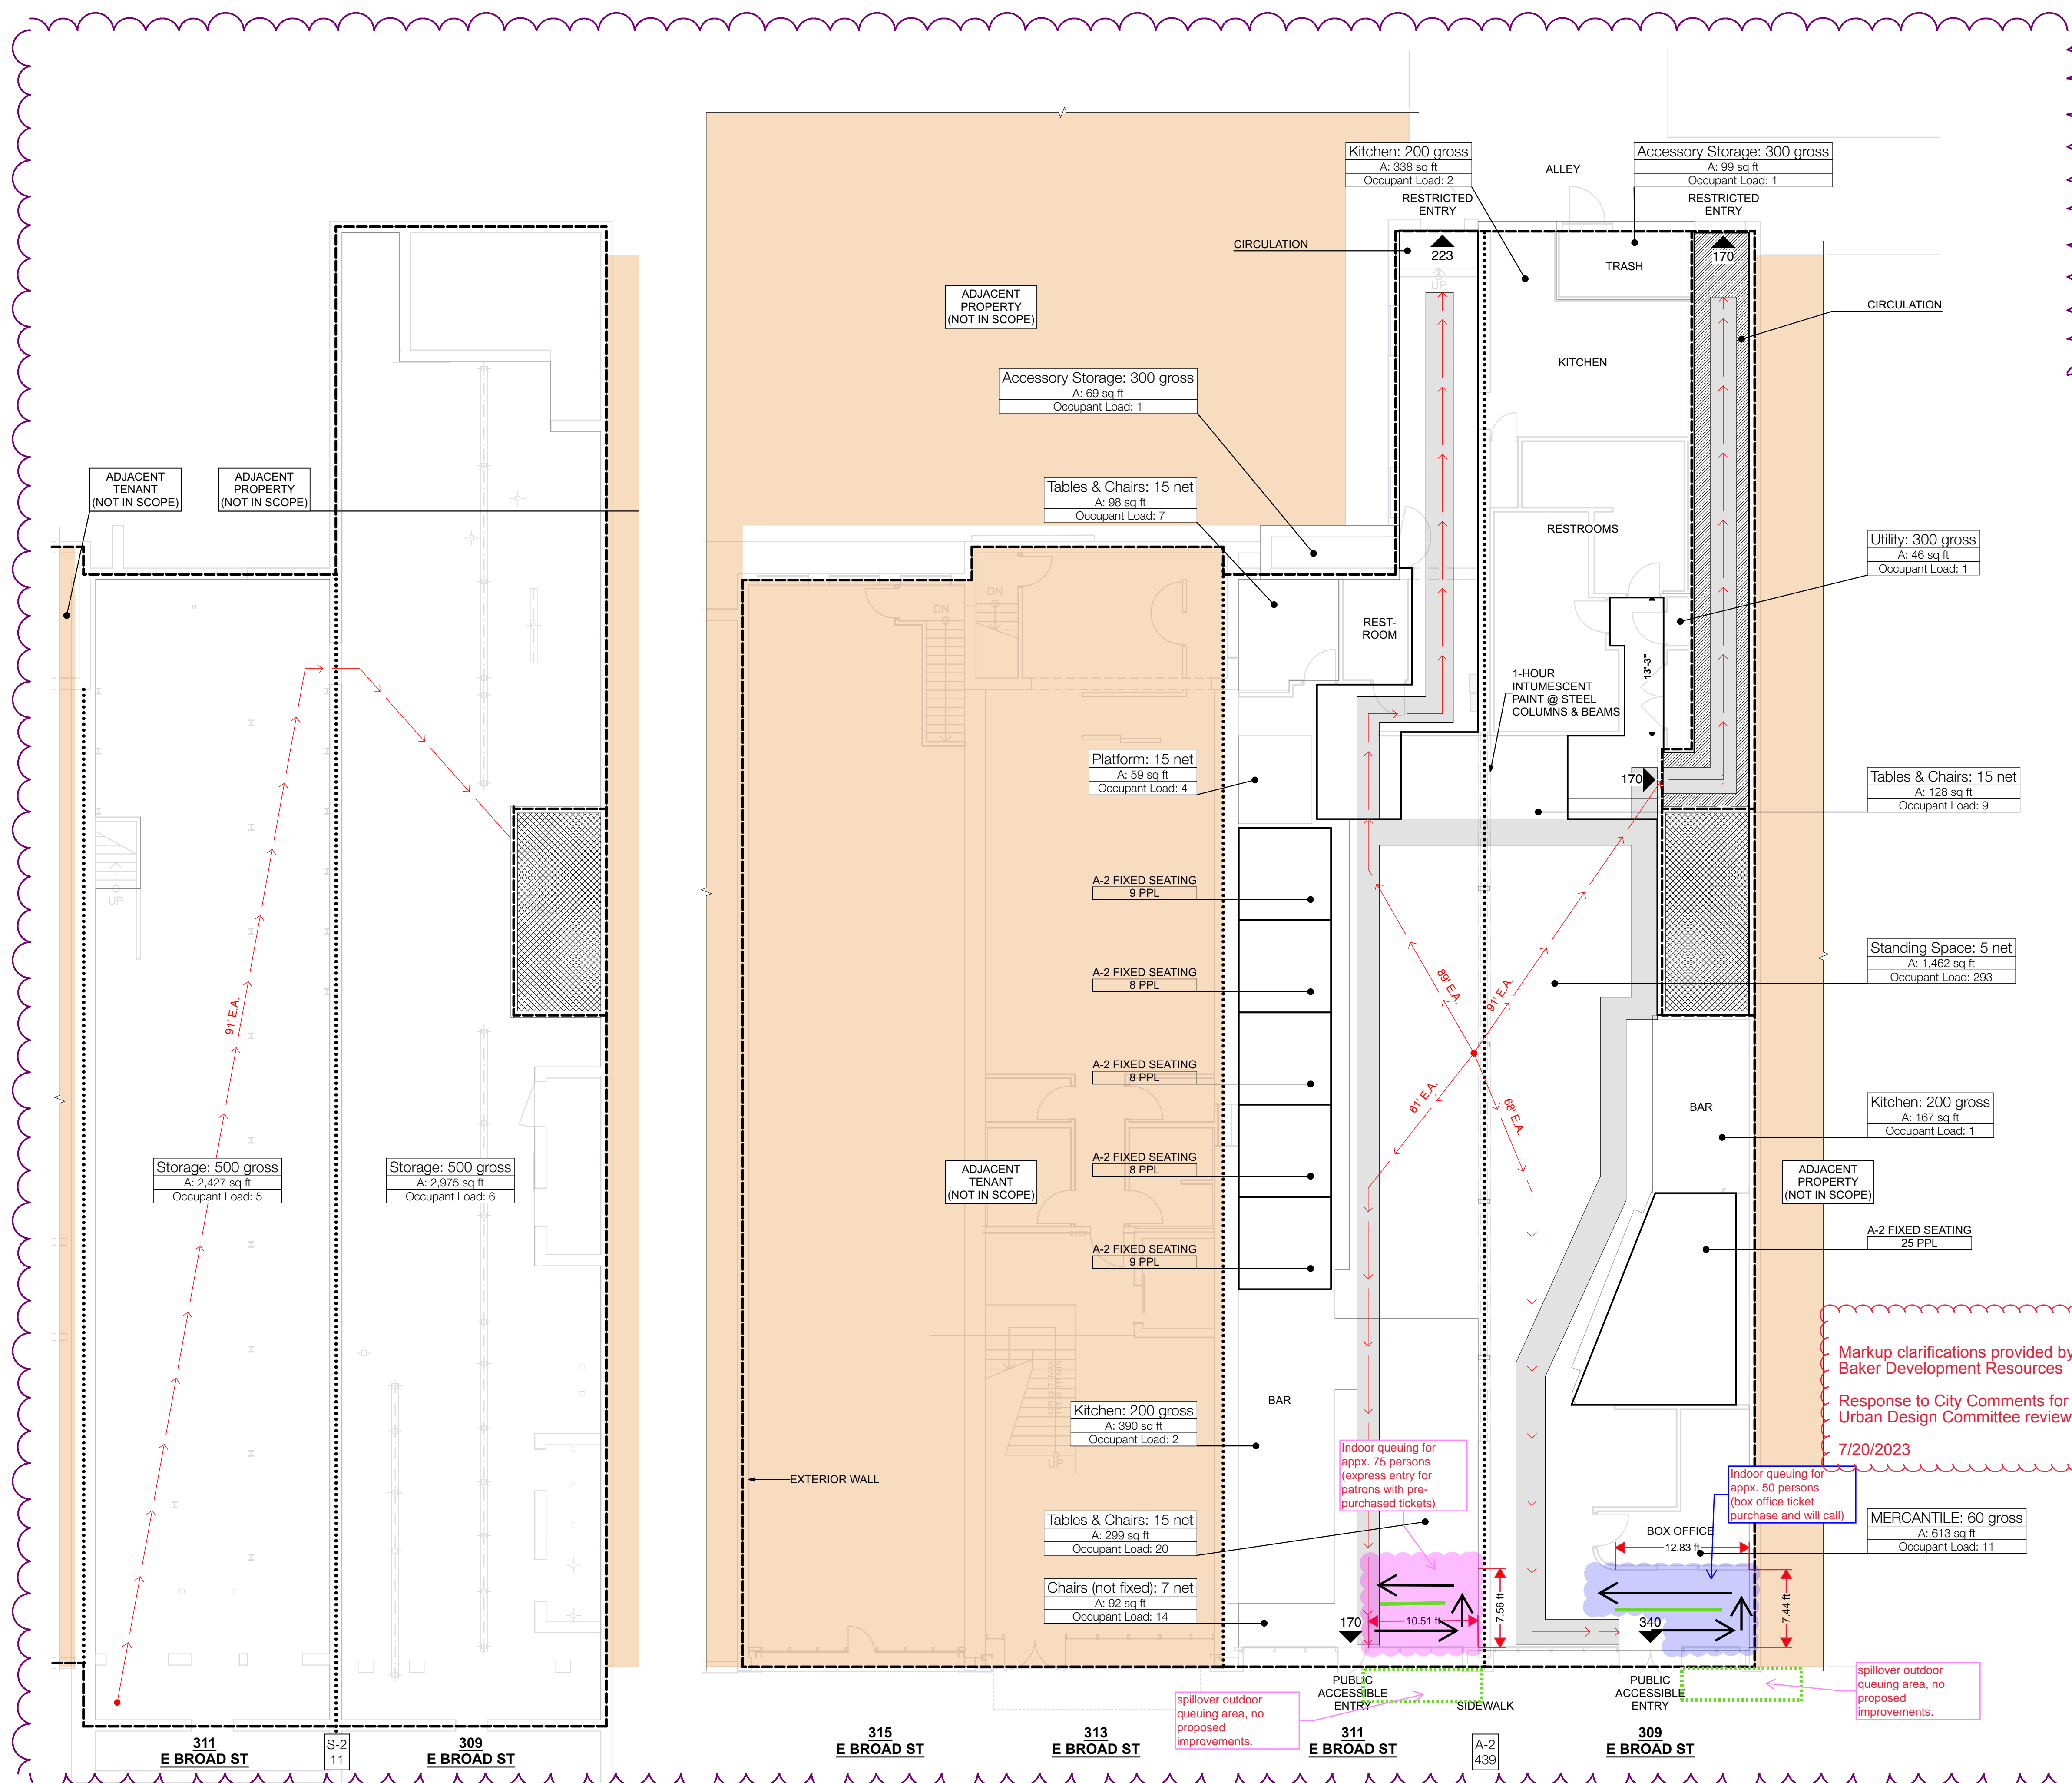 ADJACENT
TENANT
(NOT IN SCOPE)
ADJACENT
PROPERTY
(NOT IN SCOPE)
UP
91' E.A.
Storage: 500 gross
A: 2,427 sq ft
Occupant Load: 5
Storage: 500 gross
A: 2,975 sq ft
Occupant Load: 6
311
E BROAD ST
S-2
11
309
E BROAD ST
Kitchen: 200 gross
A: 338 sq ft
Occupant Load: 2
RESTRICTED
ENTRY
ALLEY
Accessory Storage: 300 gross
A: 99 sq ft
Occupant Load: 1
RESTRICTED
ENTRY
CIRCULATION
223
UP
TRASH
170
CIRCULATION
ADJACENT
PROPERTY
(NOT IN SCOPE)
KITCHEN
Accessory Storage: 300 gross
A: 69 sq ft
Occupant Load: 1
Tables & Chairs: 15 net
A: 98 sq ft
Occupant Load: 7
RESTROOMS
Utility: 300 gross
A: 46 sq ft
Occupant Load: 1
DN
DN
REST-
ROOM
13'-3"
1-HOUR
INTUMESCENT
PAINT @ STEEL
COLUMNS & BEAMS
Platform: 15 net
A: 59 sq ft
Occupant Load: 4
170
Tables & Chairs: 15 net
A: 128 sq ft
Occupant Load: 9
A-2 FIXED SEATING
9 PPL
A-2 FIXED SEATING
8 PPL
89' E.A.
91' E.A.
Standing Space: 5 net
A: 1,462 sq ft
Occupant Load: 293
A-2 FIXED SEATING
8 PPL
61' E.A.
68' E.A.
BAR
Kitchen: 200 gross
A: 167 sq ft
Occupant Load: 1
A-2 FIXED SEATING
8 PPL
ADJACENT
TENANT
(NOT IN SCOPE)
ADJACENT
PROPERTY
(NOT IN SCOPE)
A-2 FIXED SEATING
9 PPL
A-2 FIXED SEATING
25 PPL
Markup clarifications provided by
Baker Development Resources
Response to City Comments for
Urban Design Committee review
7/20/2023
BAR
Kitchen: 200 gross
A: 390 sq ft
Occupant Load: 2
UP
EXTERIOR WALL
Indoor queuing for
appx. 75 persons
(express entry for
patrons with pre-
purchased tickets)
Indoor queuing for
appx. 50 persons
(box office ticket
purchase and will call)
Tables & Chairs: 15 net
A: 299 sq ft
Occupant Load: 20
BOX OFFICE
12.83 ft
MERCANTILE: 60 gross
A: 613 sq ft
Occupant Load: 11
Chairs (not fixed): 7 net
A: 92 sq ft
Occupant Load: 14
170
10.51 ft
7.56 ft
340
7.44 ft
PUBLIC
ACCESSIBLE
ENTRY
SIDEWALK
PUBLIC
ACCESSIBLE
ENTRY
spillover outdoor
queuing area, no
proposed
improvements.
spillover outdoor
queuing area, no
proposed
improvements.
315
E BROAD ST
313
E BROAD ST
311
E BROAD ST
A-2
439
309
E BROAD ST